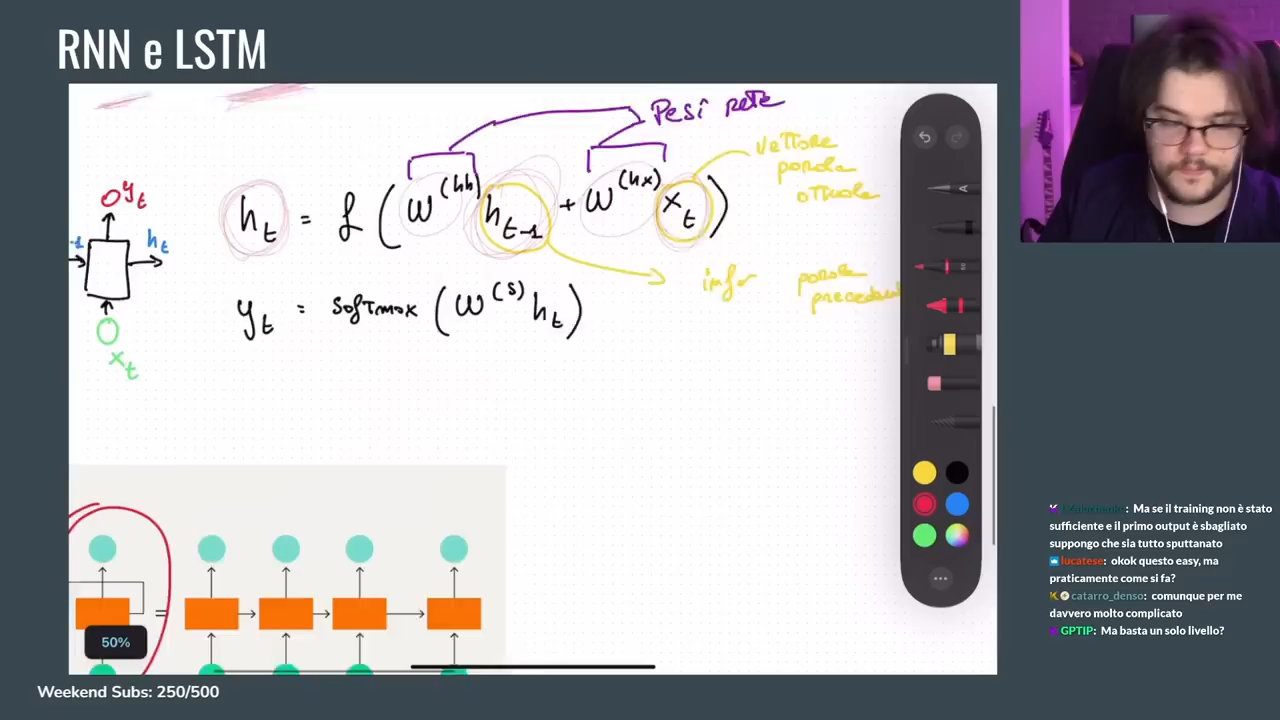 RNN e LSTM
Pesi rete
vettore
parola
attuale
h_t = f ( W^(hh) h_t-1 + W^(hx) x_t )
infor parole
precedent
y_t = softmax ( W^(S) h_t )
y_t
-1 h_t
x_t
=
50%
Ma se il training non è stato
sufficiente e il primo output è sbagliato
suppongo che sia tutto sputtanato
lucatese: okok questo easy, ma
praticamente come si fa?
catarro_denso: comunque per me
davvero molto complicato
GPTIP: Ma basta un solo livello?
Weekend Subs: 250/500